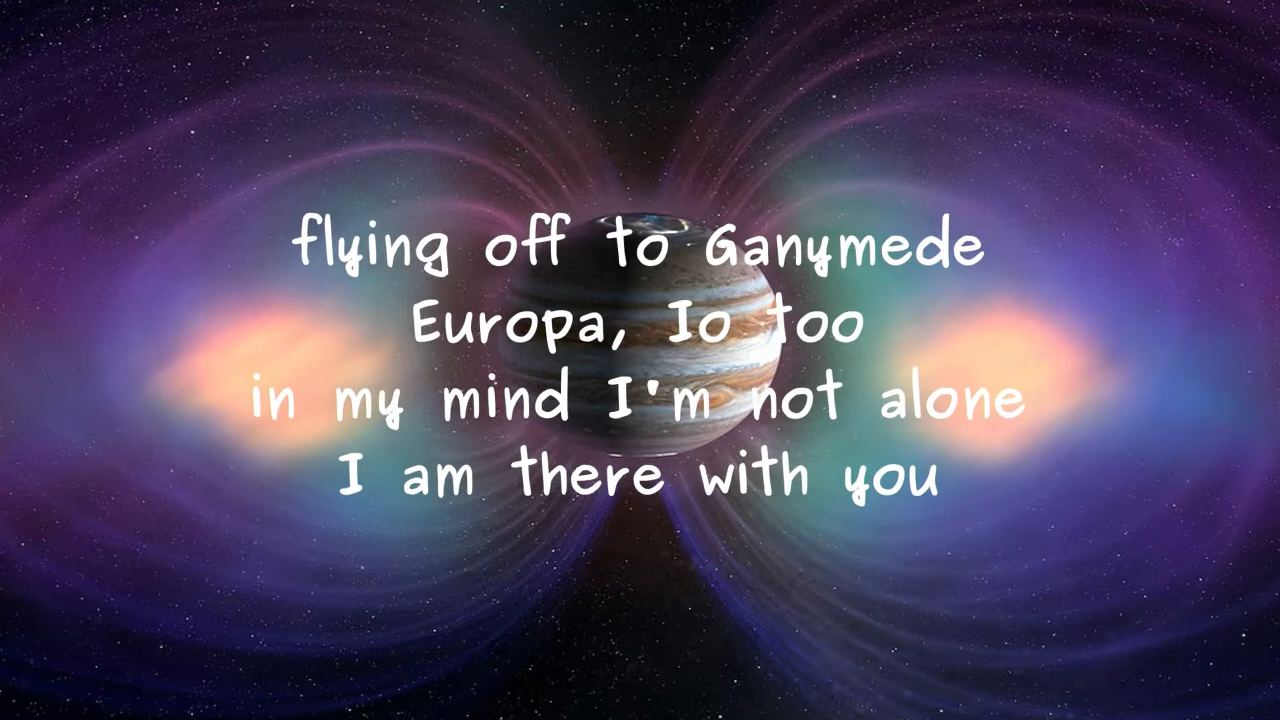 flying off to Ganymede
Europa, Io too
in my mind I'm not alone
I am there with you